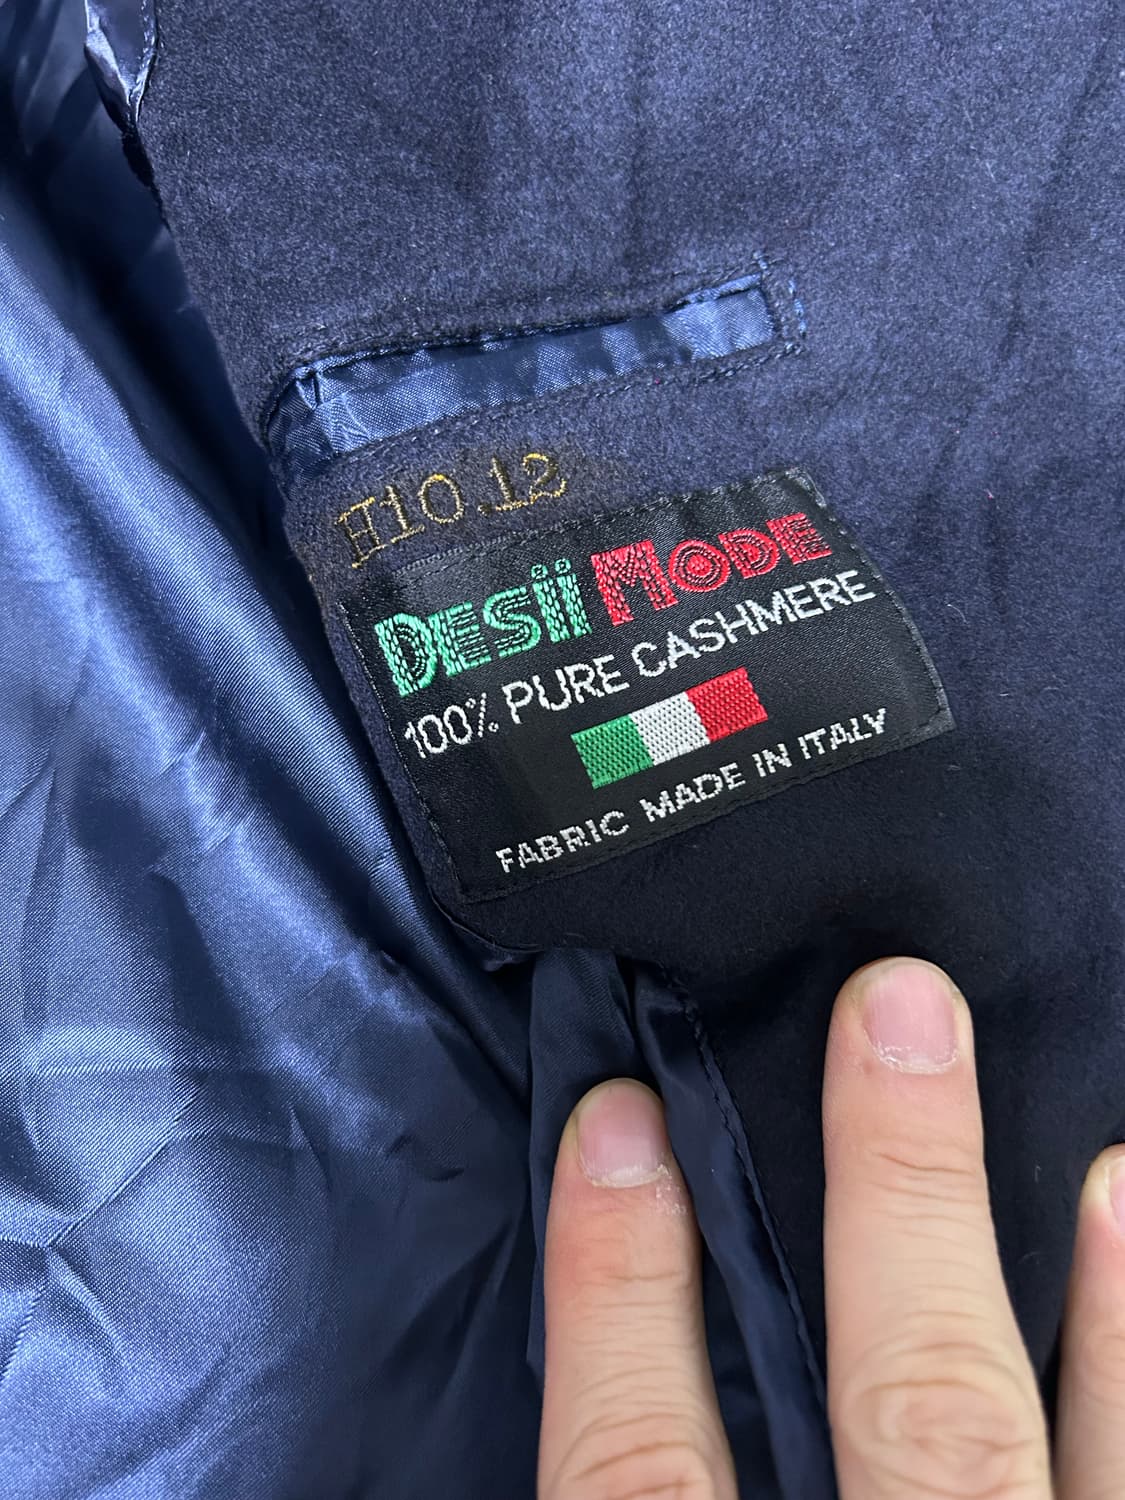 H10.12
DESii MODE
100% PURE CASHMERE
FABRIC MADE IN ITALY